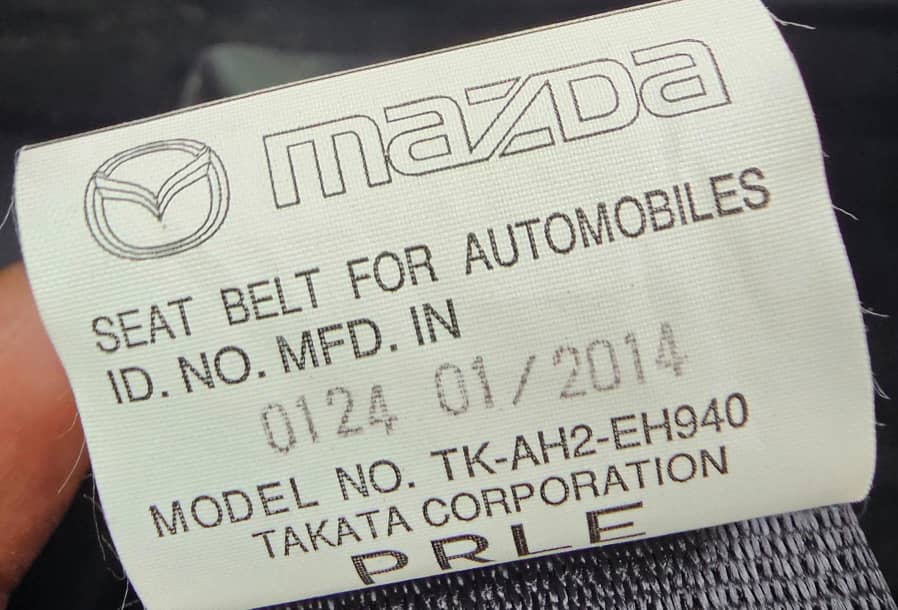 mazda
SEAT BELT FOR AUTOMOBILES
ID. NO. MFD. IN
0124 01/2014
MODEL NO. TK-AH2-EH940
TAKATA CORPORATION
PRLE